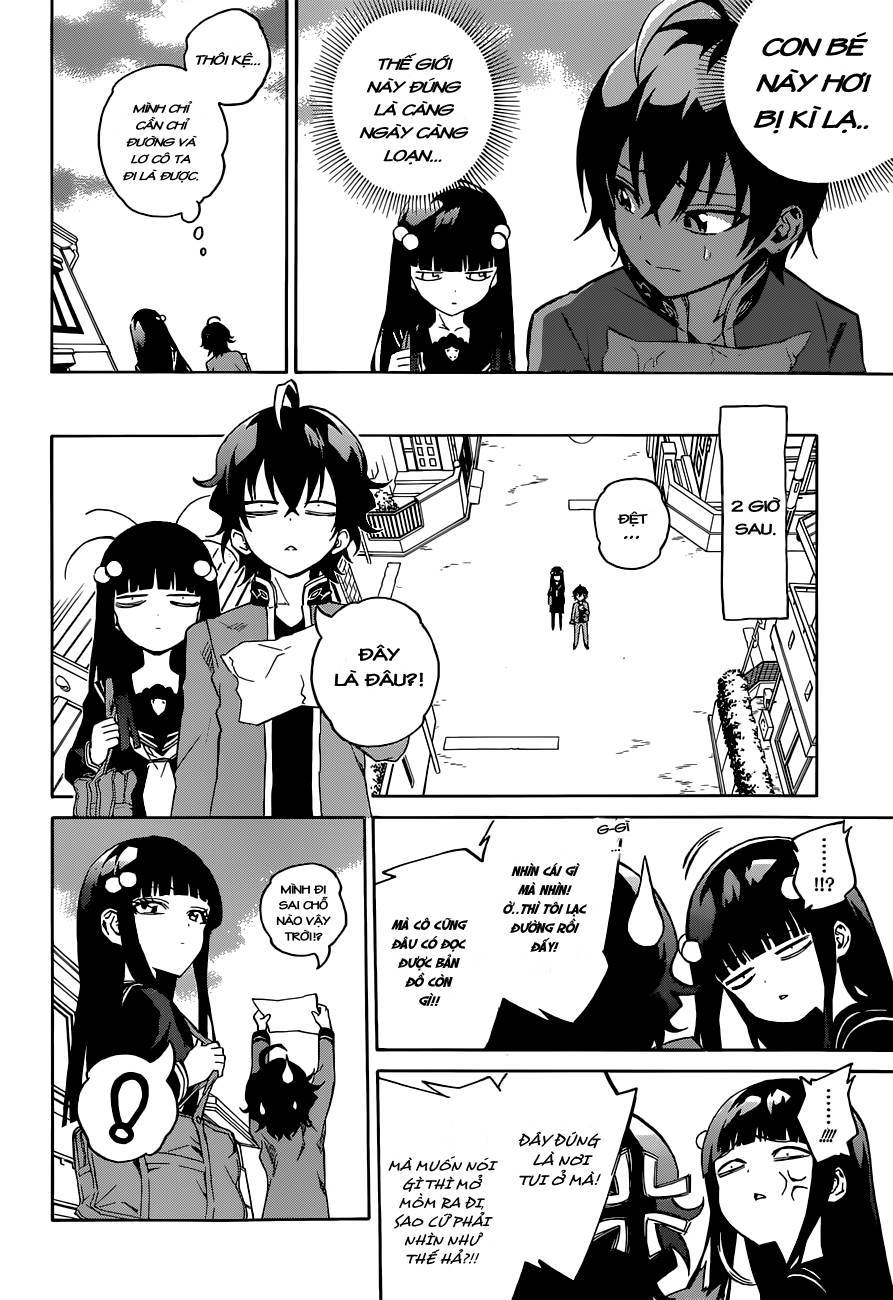 CON BÉ
NÀY HƠI
BỊ KÌ LẠ..
THẾ GIỚI
NÀY ĐÚNG
LÀ CÀNG
NGÀY CÀNG
LOẠN...
THÔI KỆ...
MÌNH CHỈ
CẦN CHỈ
ĐƯỜNG VÀ
LƠ CÔ TA
ĐI LÀ ĐƯỢC.
2 GIỜ
SAU.
ĐỆT
...
ĐÂY
LÀ ĐÂU?!
......
!!?
G-GÌ
...!!
NHÌN CÁI GÌ
MÀ NHÌN!
Ờ..THÌ TÔI LẠC
ĐƯỜNG RỒI
ĐẤY!
MÀ CÔ CŨNG
ĐÂU CÓ ĐỌC
ĐƯỢC BẢN
ĐỒ CÒN
GÌ!!
MÌNH ĐI
SAI CHỖ
NÀO VẬY
TRỜI!?
!
......
!!!!
ĐÂY ĐÚNG
LÀ NƠI
TUI Ở MÀ!
MÀ MUỐN NÓI
GÌ THÌ MỞ
MỒM RA ĐI,
SAO CỨ PHẢI
NHÌN NHƯ
THẾ HẢ?!!